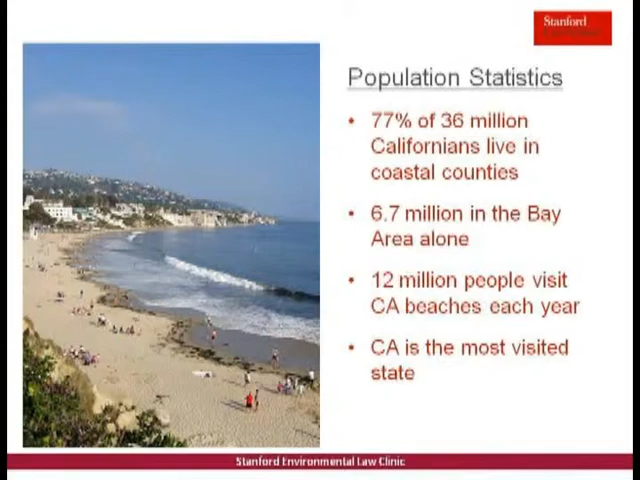 Stanford
Population Statistics
• 77% of 36 million
Californians live in
coastal counties
• 6.7 million in the Bay
Area alone
• 12 million people visit
CA beaches each year
• CA is the most visited
state
Stanford Environmental Law Clinic